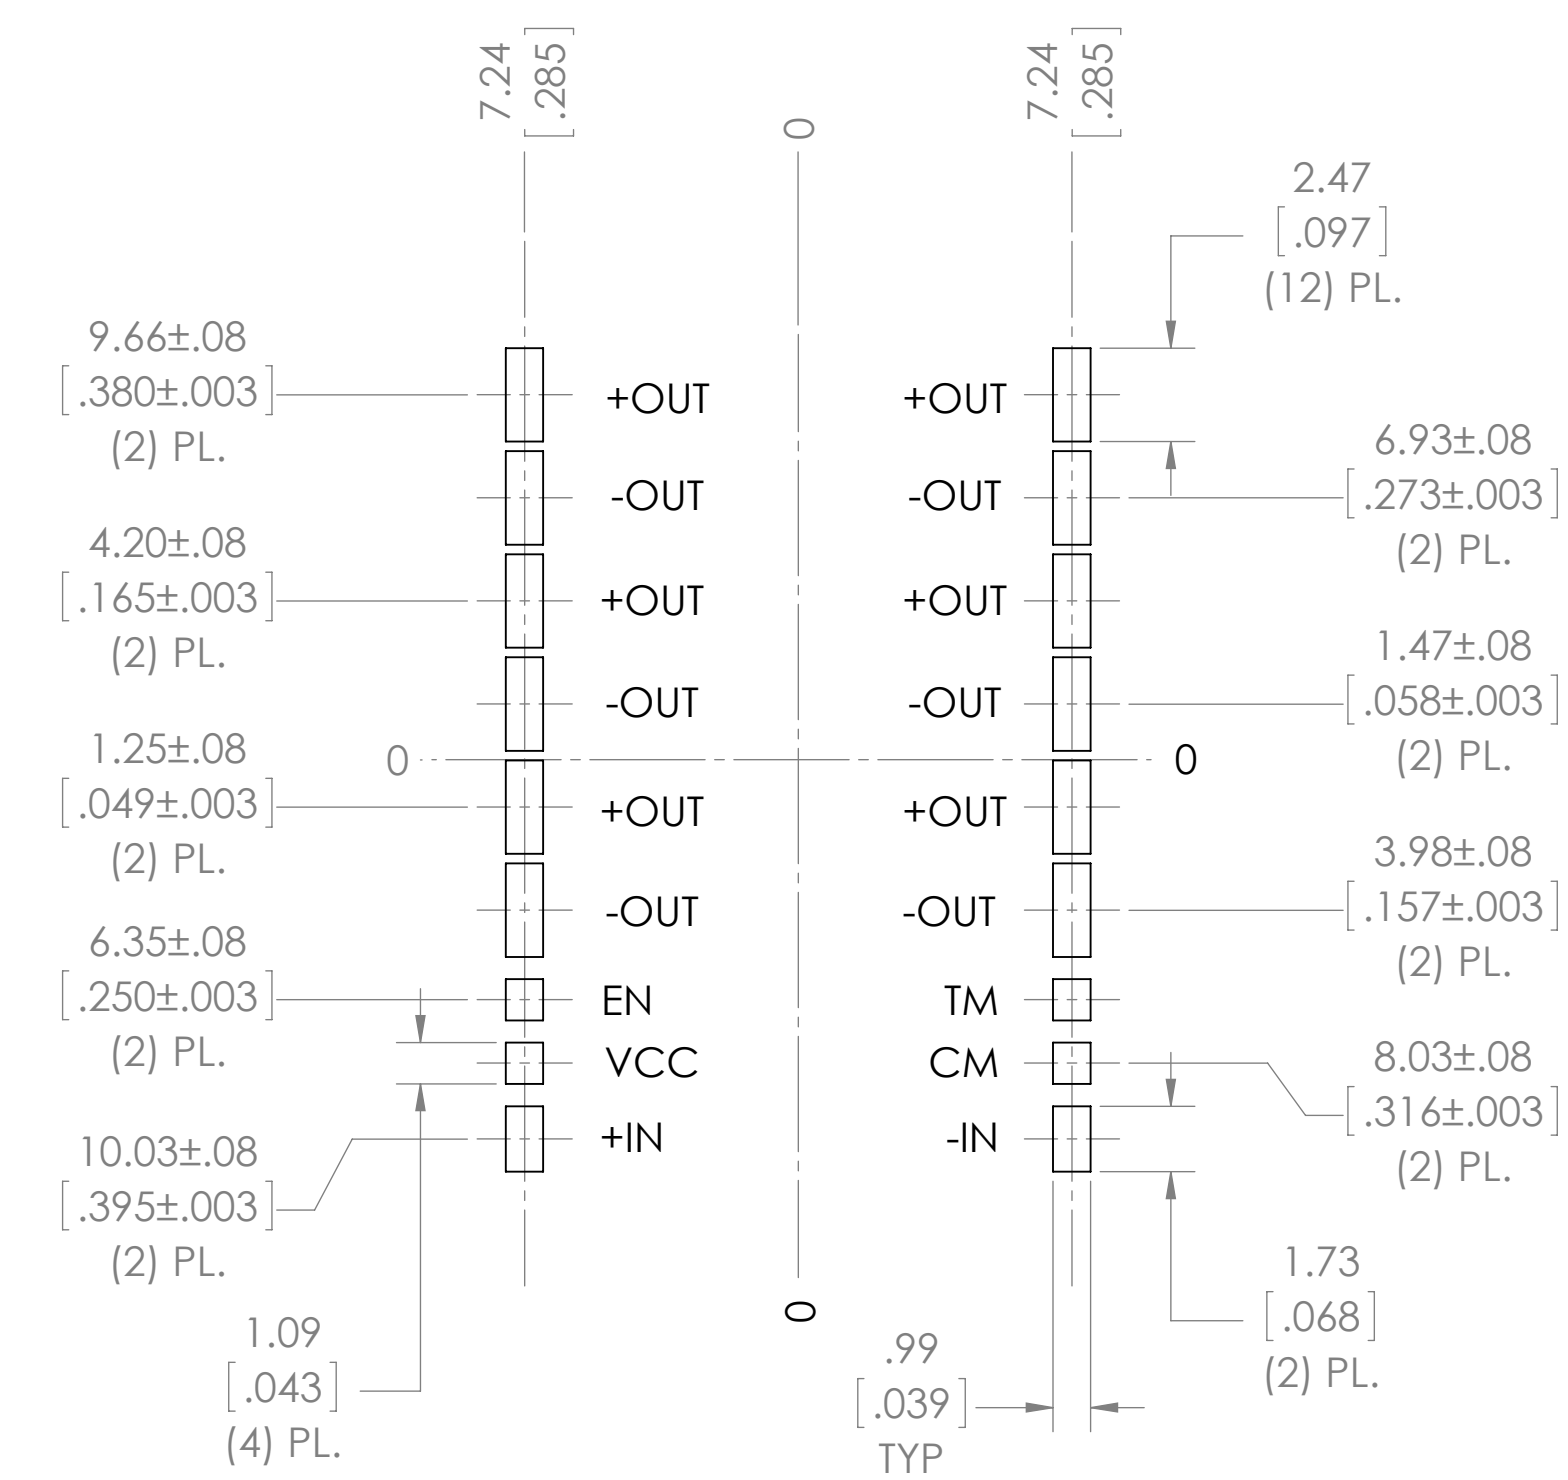 7.24
[.285]
0
7.24
[.285]
2.47
[.097]
(12) PL.
9.66±.08
[.380±.003]
(2) PL.
+OUT
+OUT
6.93±.08
[.273±.003]
(2) PL.
-OUT
-OUT
4.20±.08
[.165±.003]
(2) PL.
+OUT
+OUT
1.47±.08
[.058±.003]
(2) PL.
-OUT
-OUT
0
0
1.25±.08
[.049±.003]
(2) PL.
+OUT
+OUT
3.98±.08
[.157±.003]
(2) PL.
-OUT
-OUT
6.35±.08
[.250±.003]
(2) PL.
EN
TM
VCC
CM
8.03±.08
[.316±.003]
(2) PL.
+IN
-IN
10.03±.08
[.395±.003]
(2) PL.
1.73
[.068]
(2) PL.
0
1.09
[.043]
(4) PL.
.99
[.039]
TYP